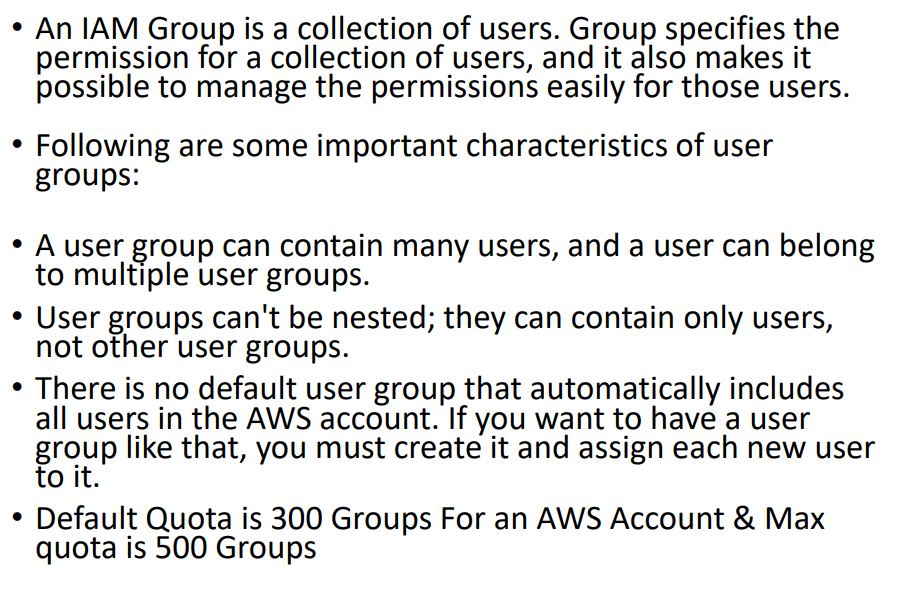 • An IAM Group is a collection of users. Group specifies the
permission for a collection of users, and it also makes it
possible to manage the permissions easily for those users.
• Following are some important characteristics of user
groups:
• A user group can contain many users, and a user can belong
to multiple user groups.
• User groups can't be nested; they can contain only users,
not other user groups.
• There is no default user group that automatically includes
all users in the AWS account. If you want to have a user
group like that, you must create it and assign each new user
to it.
• Default Quota is 300 Groups For an AWS Account & Max
quota is 500 Groups